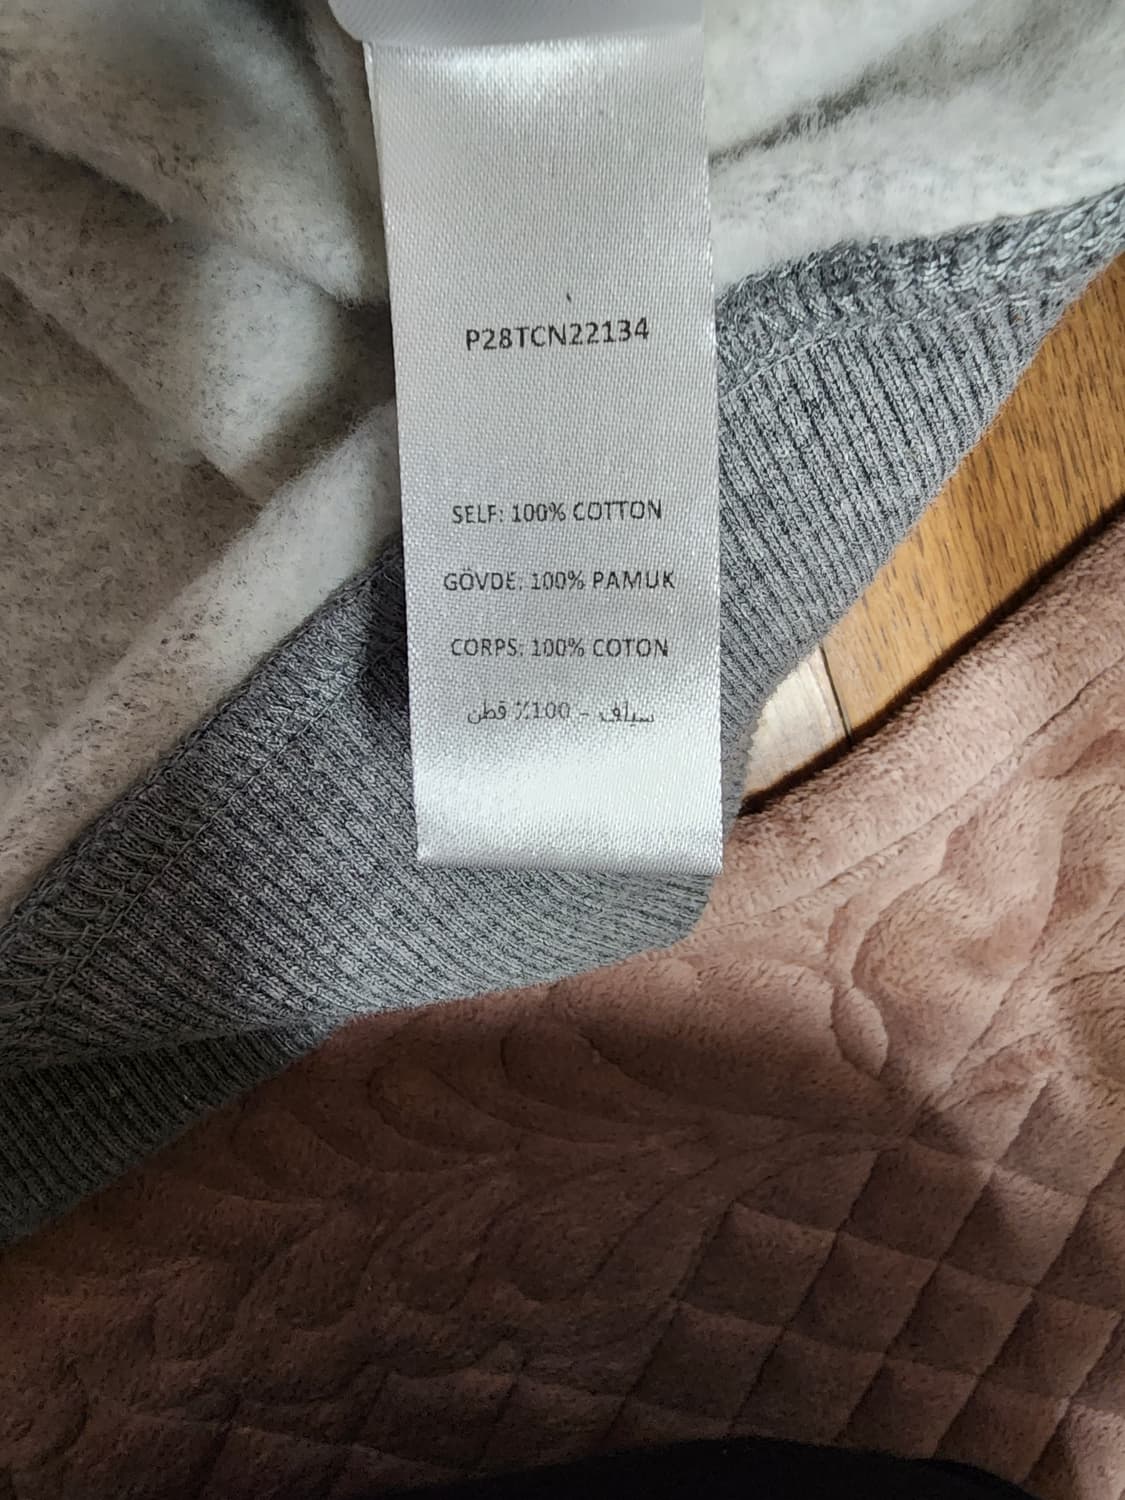 P28TCN22134
SELF: 100% COTTON
GÖVDE: 100% PAMUK
CORPS: 100% COTON
سيلف - 100٪ قطن